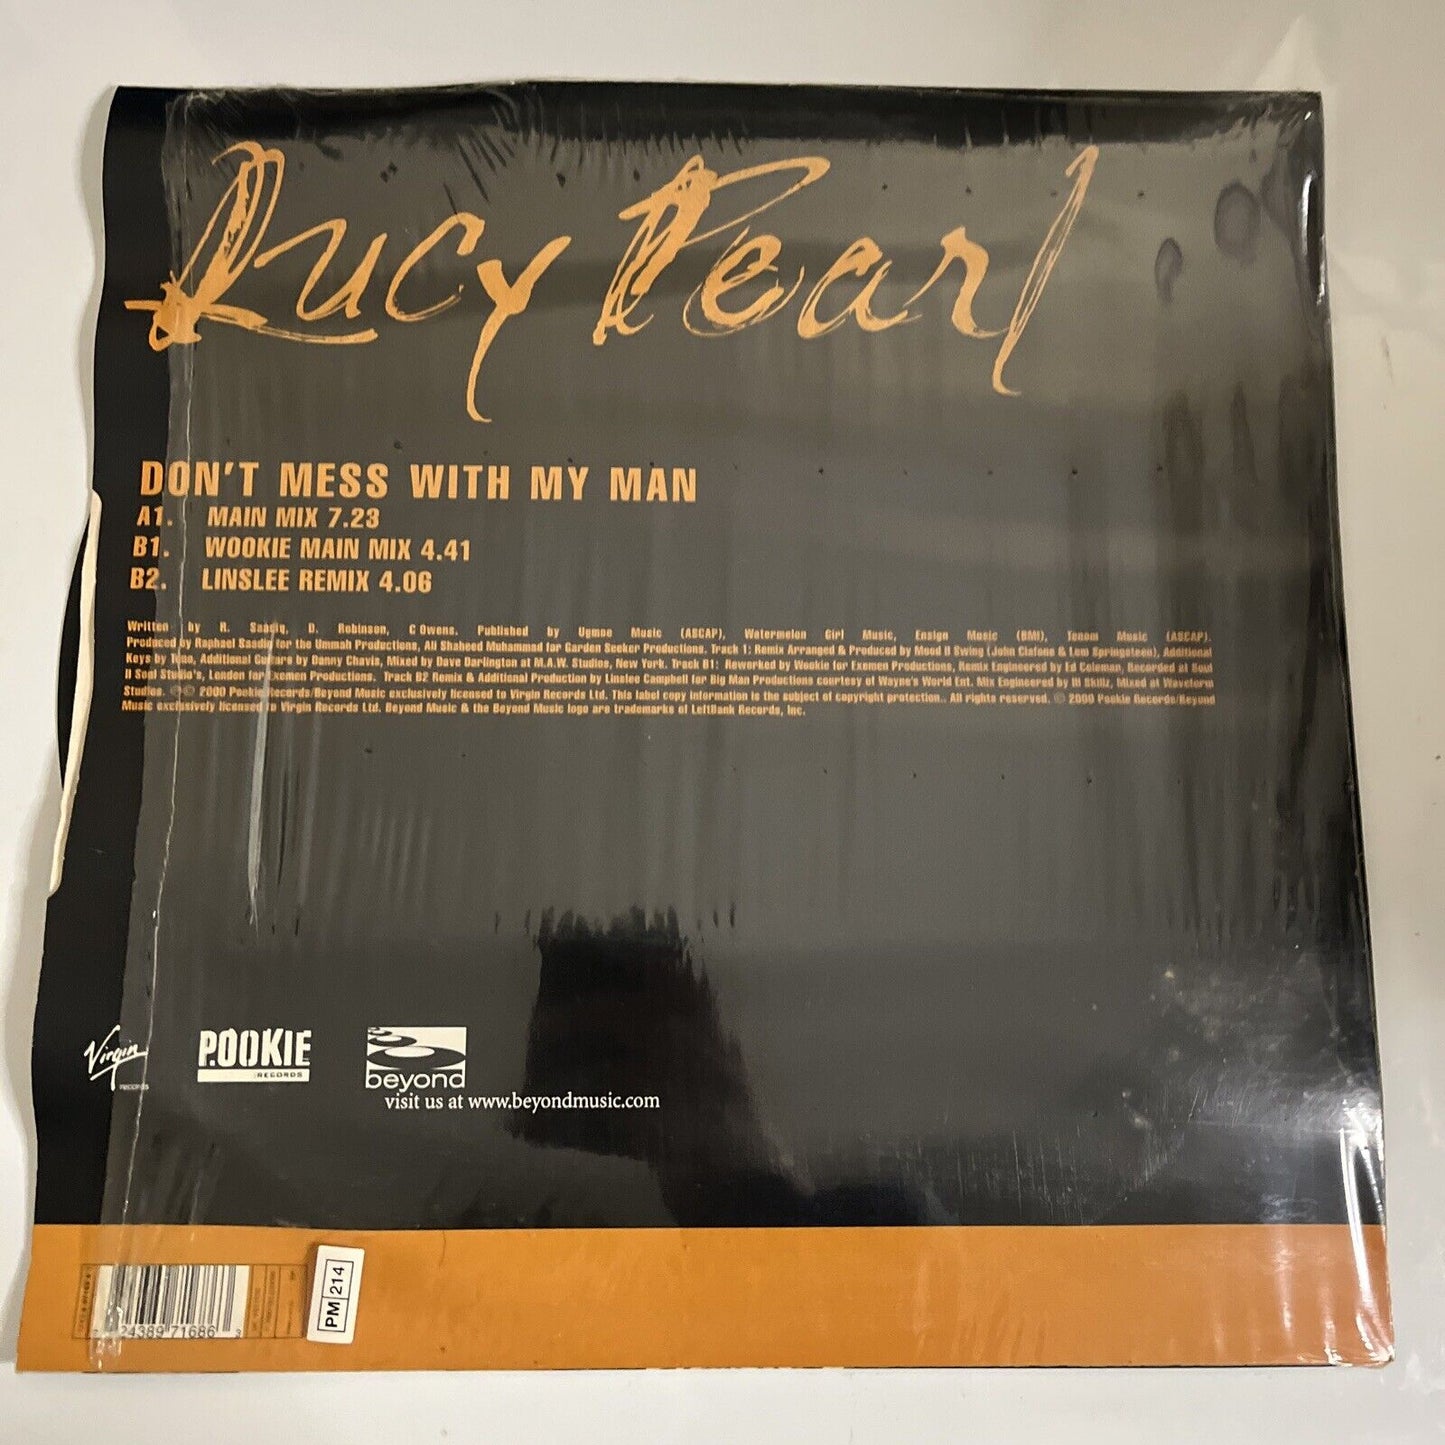 Lucy Pearl
DON'T MESS WITH MY MAN
A1. MAIN MIX 7.23
B1. WOOKIE MAIN MIX 4.41
B2. LINSLEE REMIX 4.06
Written by R. Saadiq, D. Robinson, C Owens. Published by Ugmoe Music (ASCAP), Watermelon Girl Music, Ensign Music (BMI), Tenom Music (ASCAP).
Produced by Raphael Saadiq for the Ummah Productions, Ali Shaheed Muhammad for Garden Seeker Productions. Track 1: Remix Arranged & Produced by Mood II Swing (John Ciafone & Lem Springsteen), Additional
Keys by Additional Guitars by Danny Chavis, Mixed by Dave Darlington at M.A.W. Studios, New York. Track B1: Reworked by Wookie for Exemen Productions, Remix Engineered by Ed Coleman, Recorded at Soul
II Soul Studio's, London for Exemen Productions. Track B2 Remix & Additional Production by Linslee Campbell for Big Man Productions courtesy of Wayne's World Ent. Mix Engineered by III Skillz, Mixed at Waveform
Studios. ℗© 2000 Pookie Records/Beyond Music exclusively licensed to Virgin Records Ltd. This label copy information is the subject of copyright protection.. All rights reserved. © 2000 Pookie Records/Beyond
Music exclusively licensed to Virgin Records Ltd. Beyond Music & the Beyond Music logo are trademarks of LeftBank Records, Inc.
Virgin
RECORDS
POOKIE
RECORDS
beyond
visit us at www.beyondmusic.com
PM 214
24389 71686 3